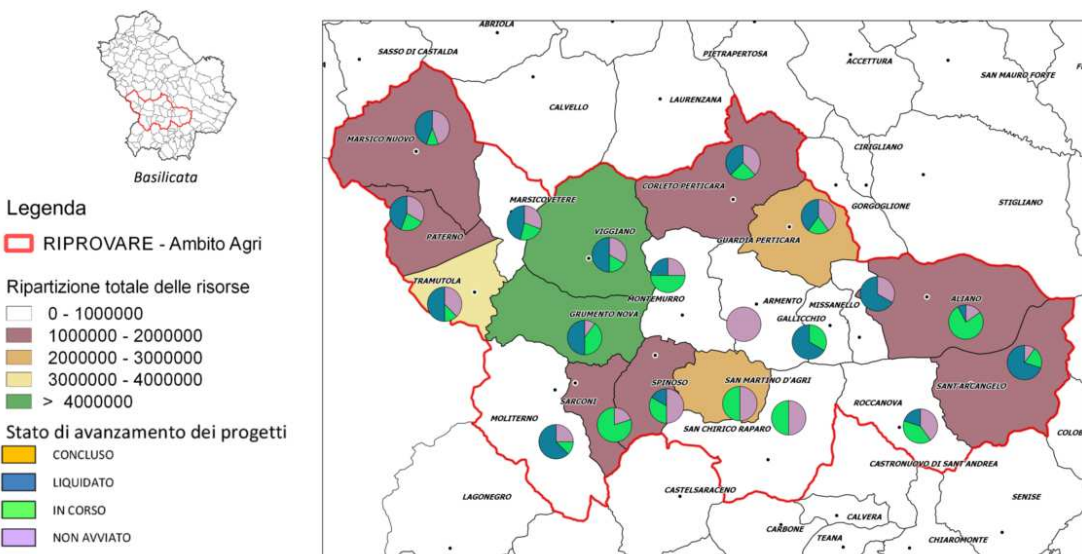 Basilicata
Legenda
RIPROVARE - Ambito Agri
Ripartizione totale delle risorse
0 - 1000000
1000000 - 2000000
2000000 - 3000000
3000000 - 4000000
> 4000000
Stato di avanzamento dei progetti
CONCLUSO
LIQUIDATO
IN CORSO
NON AVVIATO
ABRIOLA
SASSO DI CASTALDA
PIETRAPERTOSA
ACCETTURA
SAN MAURO FORTE
CALVELLO
LAURENZANA
MARSICO NUOVO
CIRIGLIANO
CORLETO PERTICARA
MARSICOVETERE
GORGOGLIONE
STIGLIANO
PATERNO
VIGGIANO
GUARDIA PERTICARA
TRAMUTOLA
MONTEMURRO
ARMENTO
MISSANELLO
ALIANO
GRUMENTO NOVA
GALLICCHIO
SPINOSO
SAN MARTINO D'AGRI
SANT'ARCANGELO
SARCONI
ROCCANOVA
MOLITERNO
SAN CHIRICO RAPARO
COLOB
CASTRONUOVO DI SANT'ANDREA
LAGONEGRO
CASTELSARACENO
SENISE
CARBONE
CALVERA
TEANA
CHIAROMONTE